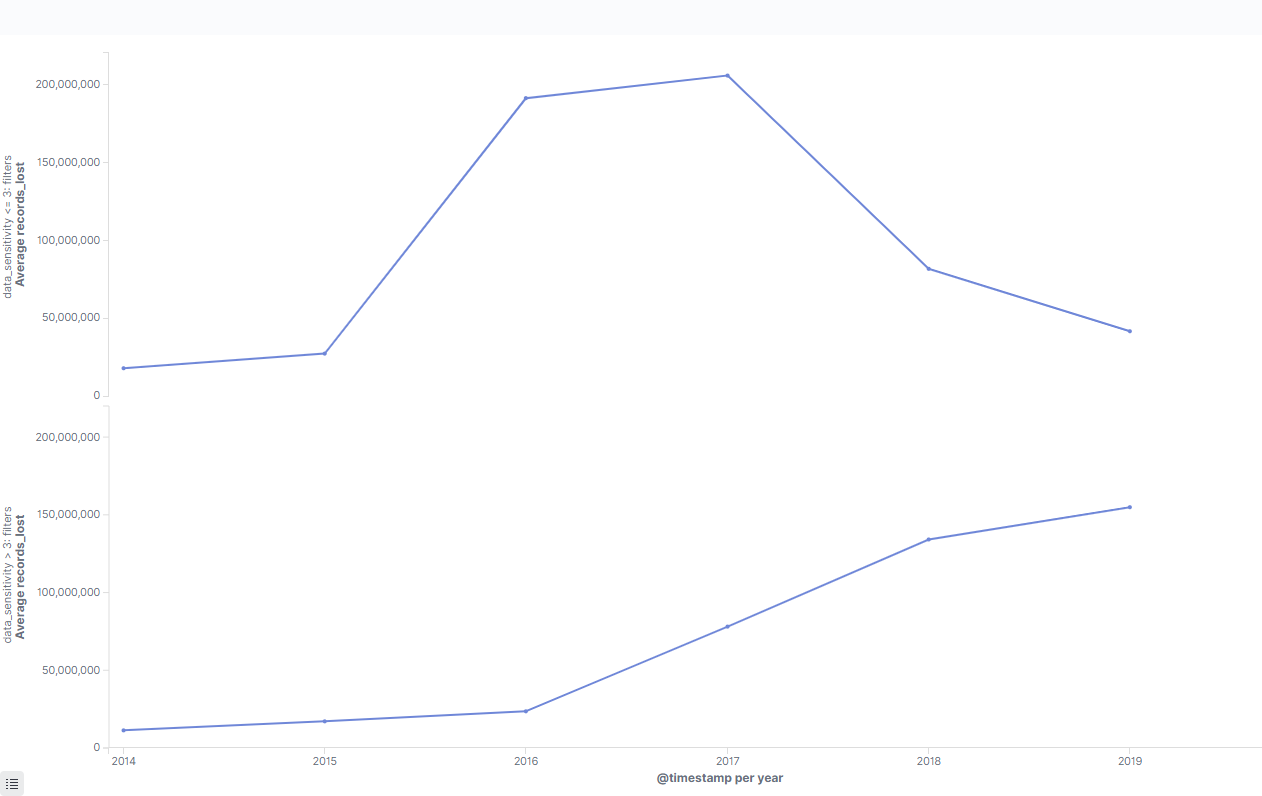 data_sensitivity <= 3: filters
Average records_lost
200,000,000
150,000,000
100,000,000
50,000,000
0
data_sensitivity > 3: filters
Average records_lost
200,000,000
150,000,000
100,000,000
50,000,000
0
2014 2015 2016 2017 2018 2019
@timestamp per year